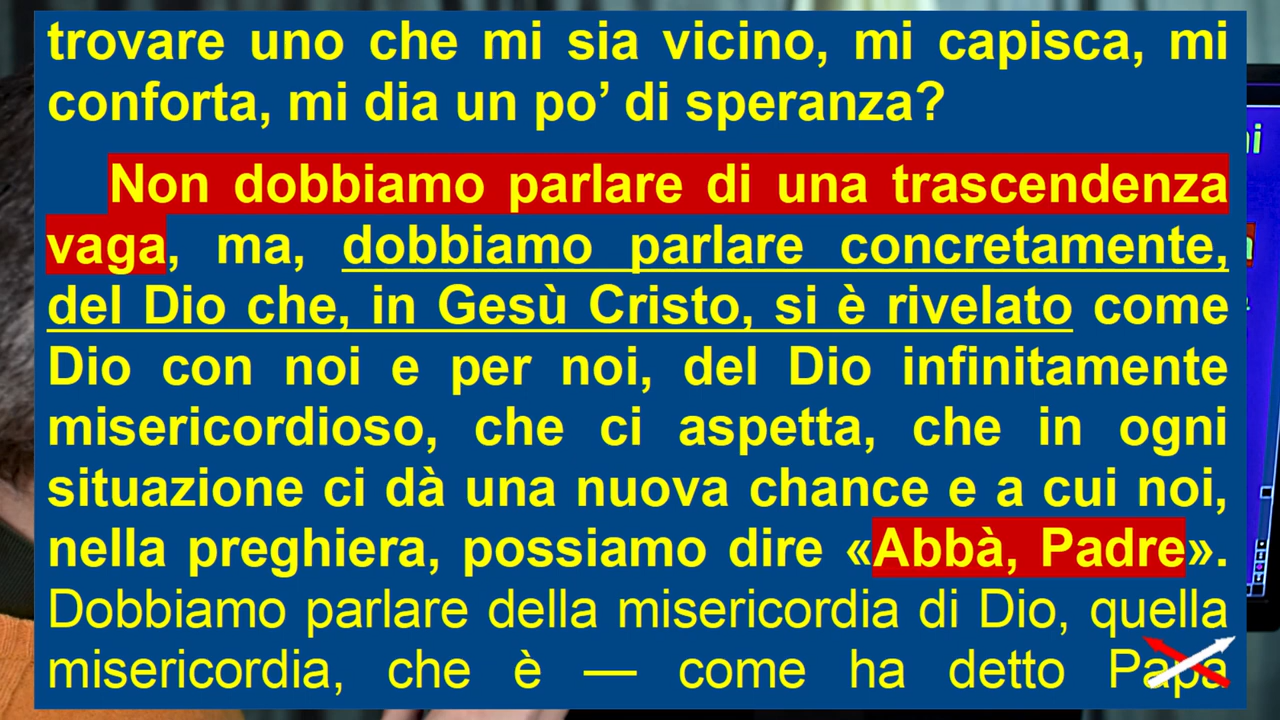 trovare uno che mi sia vicino, mi capisca, mi
conforta, mi dia un po’ di speranza?
Non dobbiamo parlare di una trascendenza
vaga, ma, dobbiamo parlare concretamente,
del Dio che, in Gesù Cristo, si è rivelato come
Dio con noi e per noi, del Dio infinitamente
misericordioso, che ci aspetta, che in ogni
situazione ci dà una nuova chance e a cui noi,
nella preghiera, possiamo dire «Abbà, Padre».
Dobbiamo parlare della misericordia di Dio, quella
misericordia, che è — come ha detto Papa